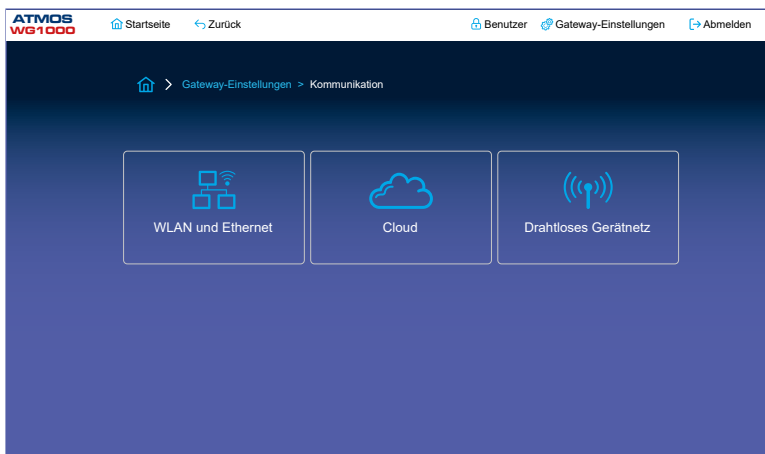 ATMOS
WG1000
Startseite Zurück Benutzer Gateway-Einstellungen Abmelden
Gateway-Einstellungen > Kommunikation
WLAN und Ethernet Cloud Drahtloses Gerätnetz